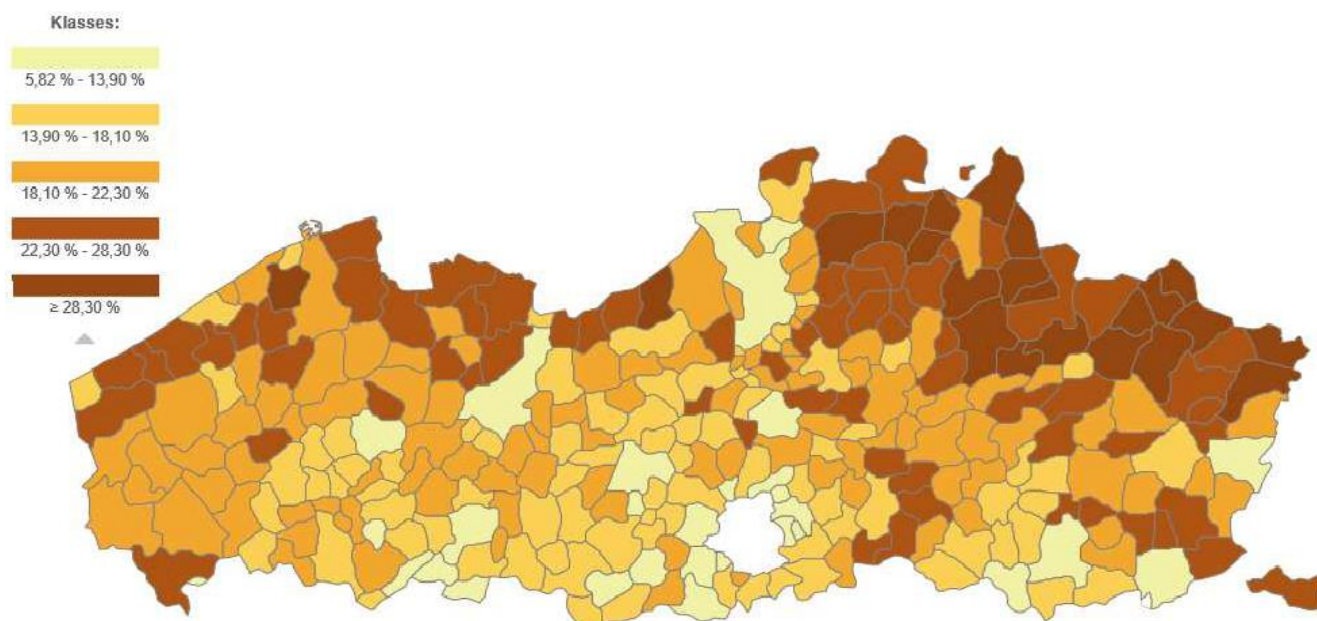 Klasses:
5,82 % - 13,90 %
13,90 % - 18,10 %
18,10 % - 22,30 %
22,30 % - 28,30 %
≥ 28,30 %